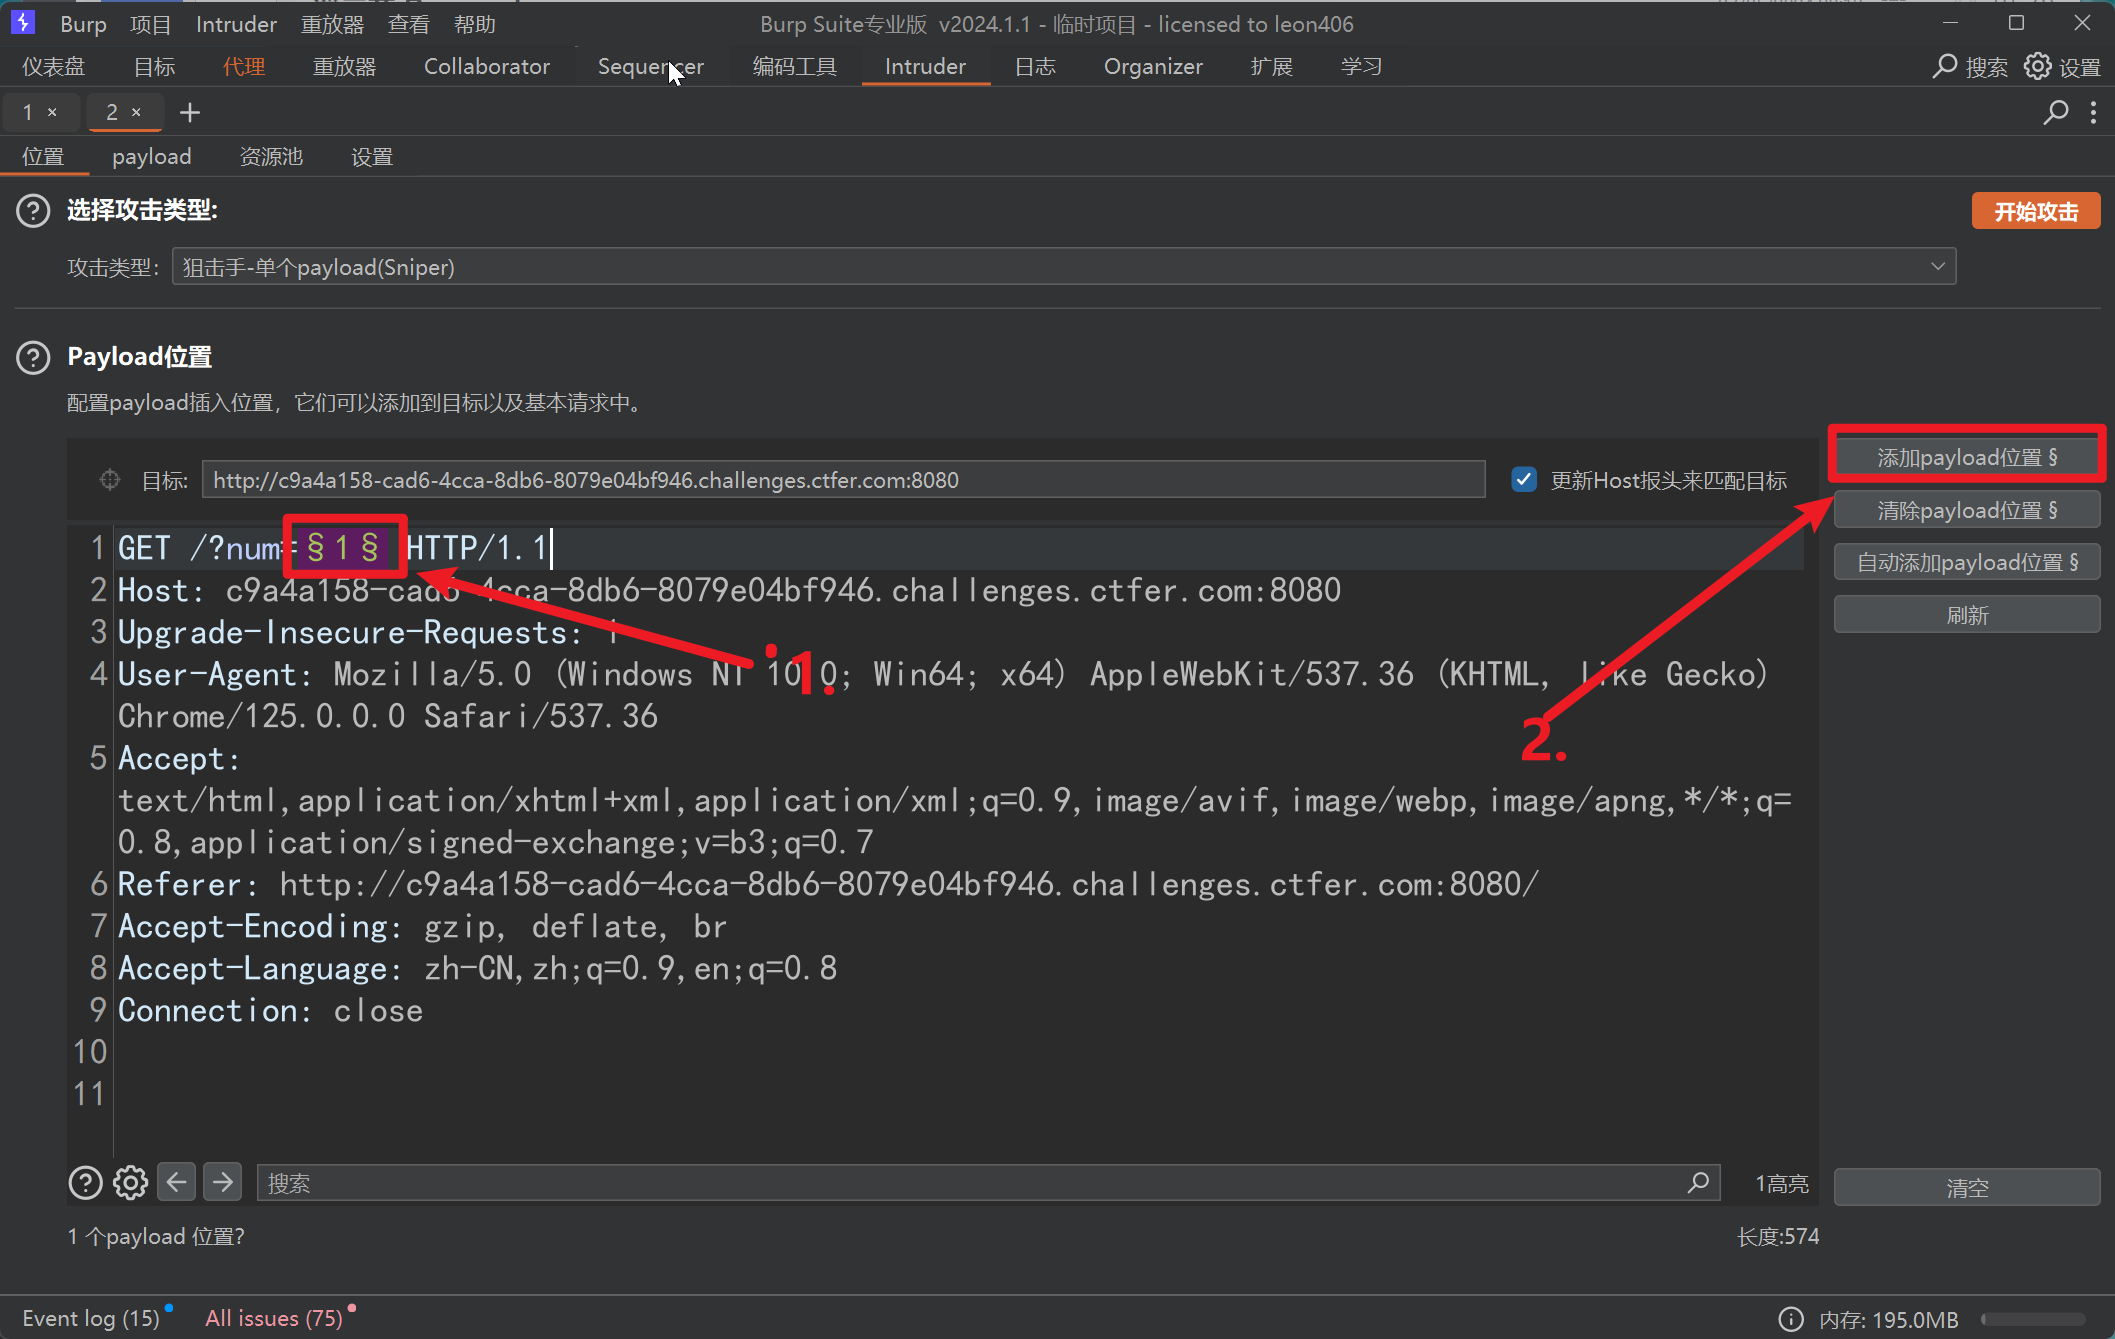 Burp 项目 Intruder 重放器 查看 帮助 Burp Suite专业版 v2024.1.1 - 临时项目 - licensed to leon406
仪表盘 目标 代理 重放器 Collaborator Sequencer 编码工具 Intruder 日志 Organizer 扩展 学习 搜索 设置
1 × 2 × +
位置 payload 资源池 设置
选择攻击类型:
开始攻击
攻击类型: 狙击手-单个payload(Sniper)
Payload位置
配置payload插入位置，它们可以添加到目标以及基本请求中。
目标: http://c9a4a158-cad6-4cca-8db6-8079e04bf946.challenges.ctfer.com:8080 更新Host报头来匹配目标
添加payload位置 §
清除payload位置 §
自动添加payload位置 §
刷新
1 GET /?num=§1§ HTTP/1.1
2 Host: c9a4a158-cad6-4cca-8db6-8079e04bf946.challenges.ctfer.com:8080
3 Upgrade-Insecure-Requests: 1
4 User-Agent: Mozilla/5.0 (Windows NT 10.0; Win64; x64) AppleWebKit/537.36 (KHTML, like Gecko)
Chrome/125.0.0.0 Safari/537.36
5 Accept:
text/html,application/xhtml+xml,application/xml;q=0.9,image/avif,image/webp,image/apng,*/*;q=
0.8,application/signed-exchange;v=b3;q=0.7
6 Referer: http://c9a4a158-cad6-4cca-8db6-8079e04bf946.challenges.ctfer.com:8080/
7 Accept-Encoding: gzip, deflate, br
8 Accept-Language: zh-CN,zh;q=0.9,en;q=0.8
9 Connection: close
10
11
1.
2.
搜索 1高亮 清空
1 个payload 位置? 长度:574
Event log (15) All issues (75) 内存: 195.0MB